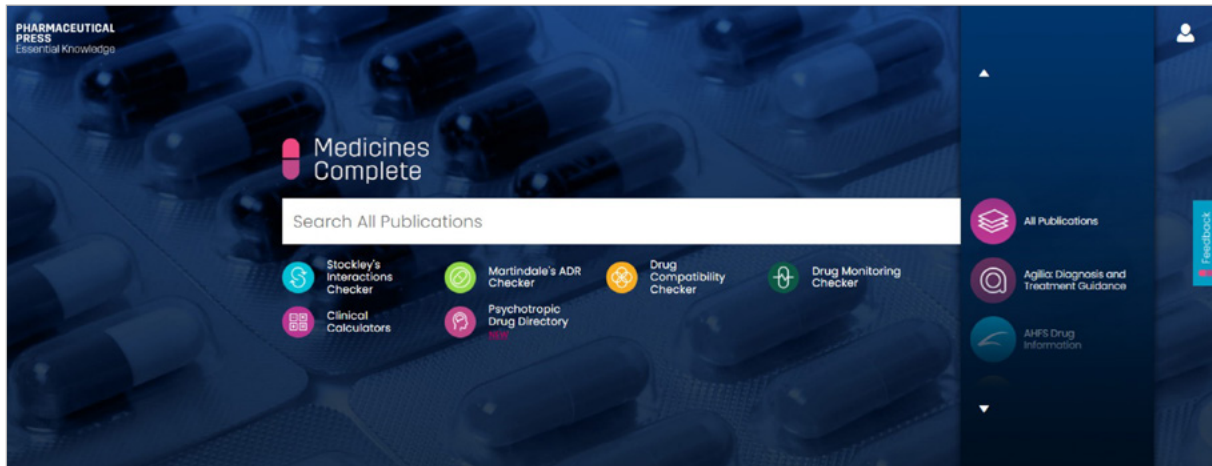 PHARMACEUTICAL
PRESS
Essential Knowledge
Medicines
Complete
Search All Publications
Stockley's
Interactions
Checker
Martindale's ADR
Checker
Drug
Compatibility
Checker
Drug Monitoring
Checker
Clinical
Calculators
Psychotropic
Drug Directory
NEW
All Publications
Agilia: Diagnosis and
Treatment Guidance
AHFS Drug
Information
Feedback